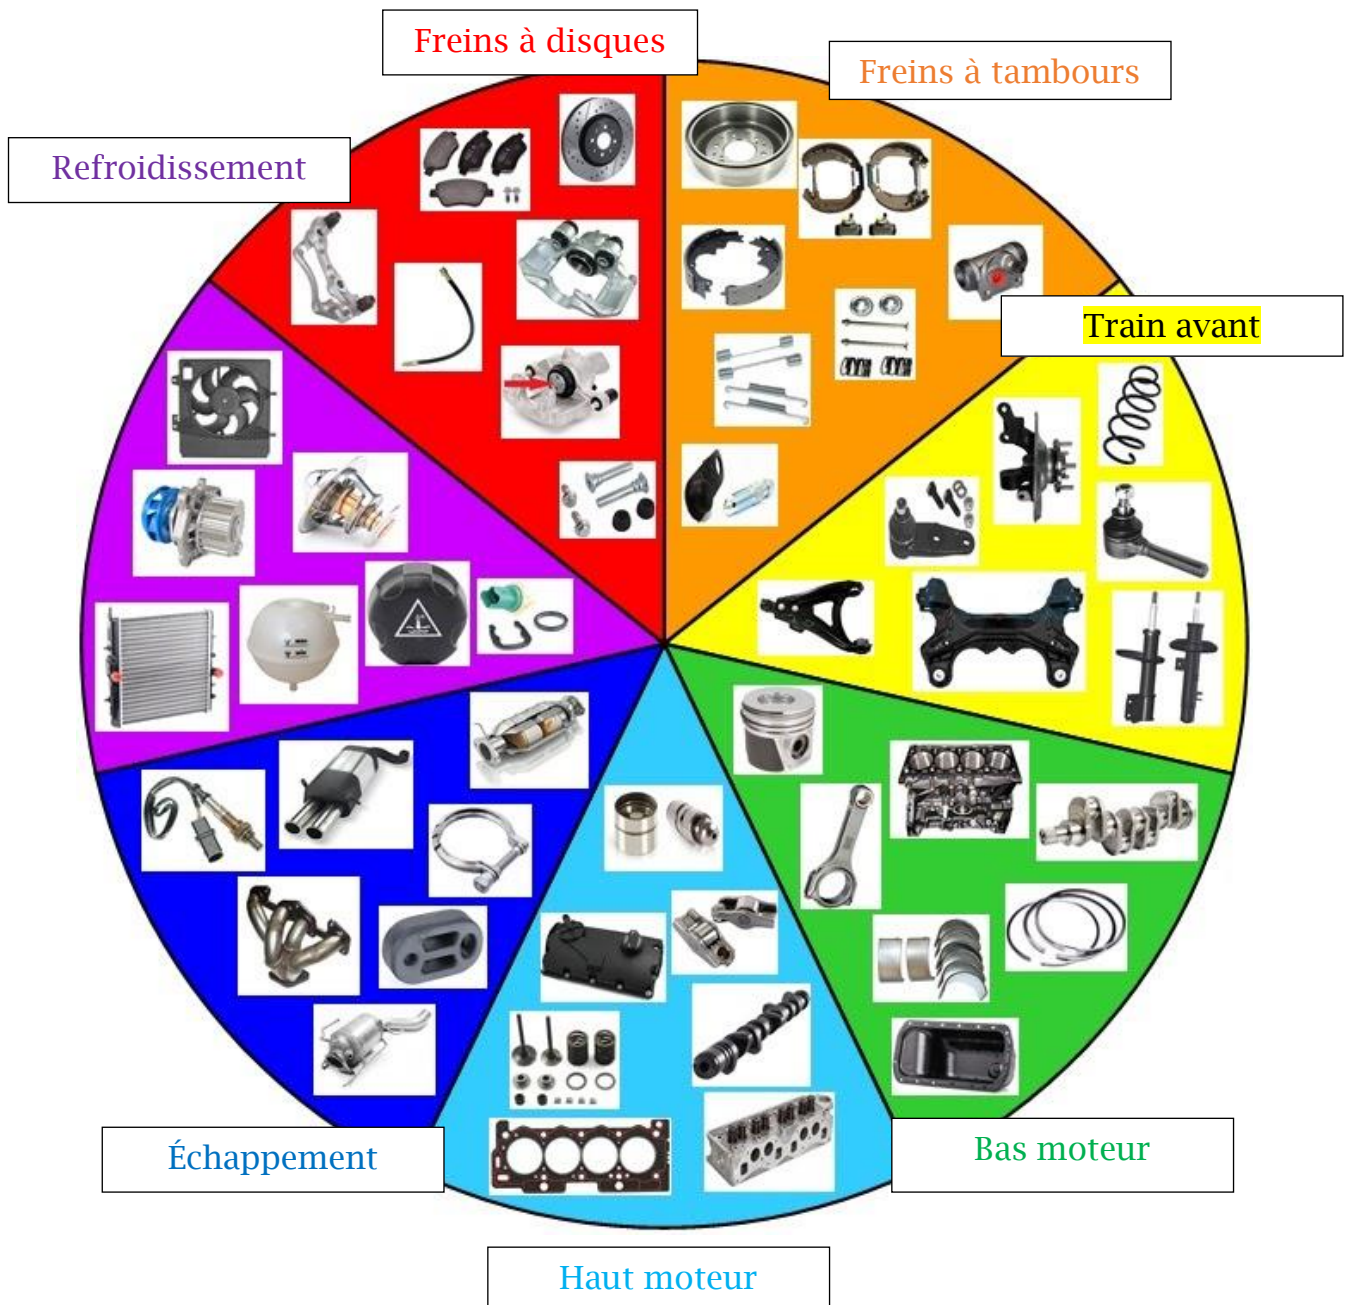 Freins à disques
Freins à tambours
Refroidissement
Train avant
Échappement
Bas moteur
Haut moteur